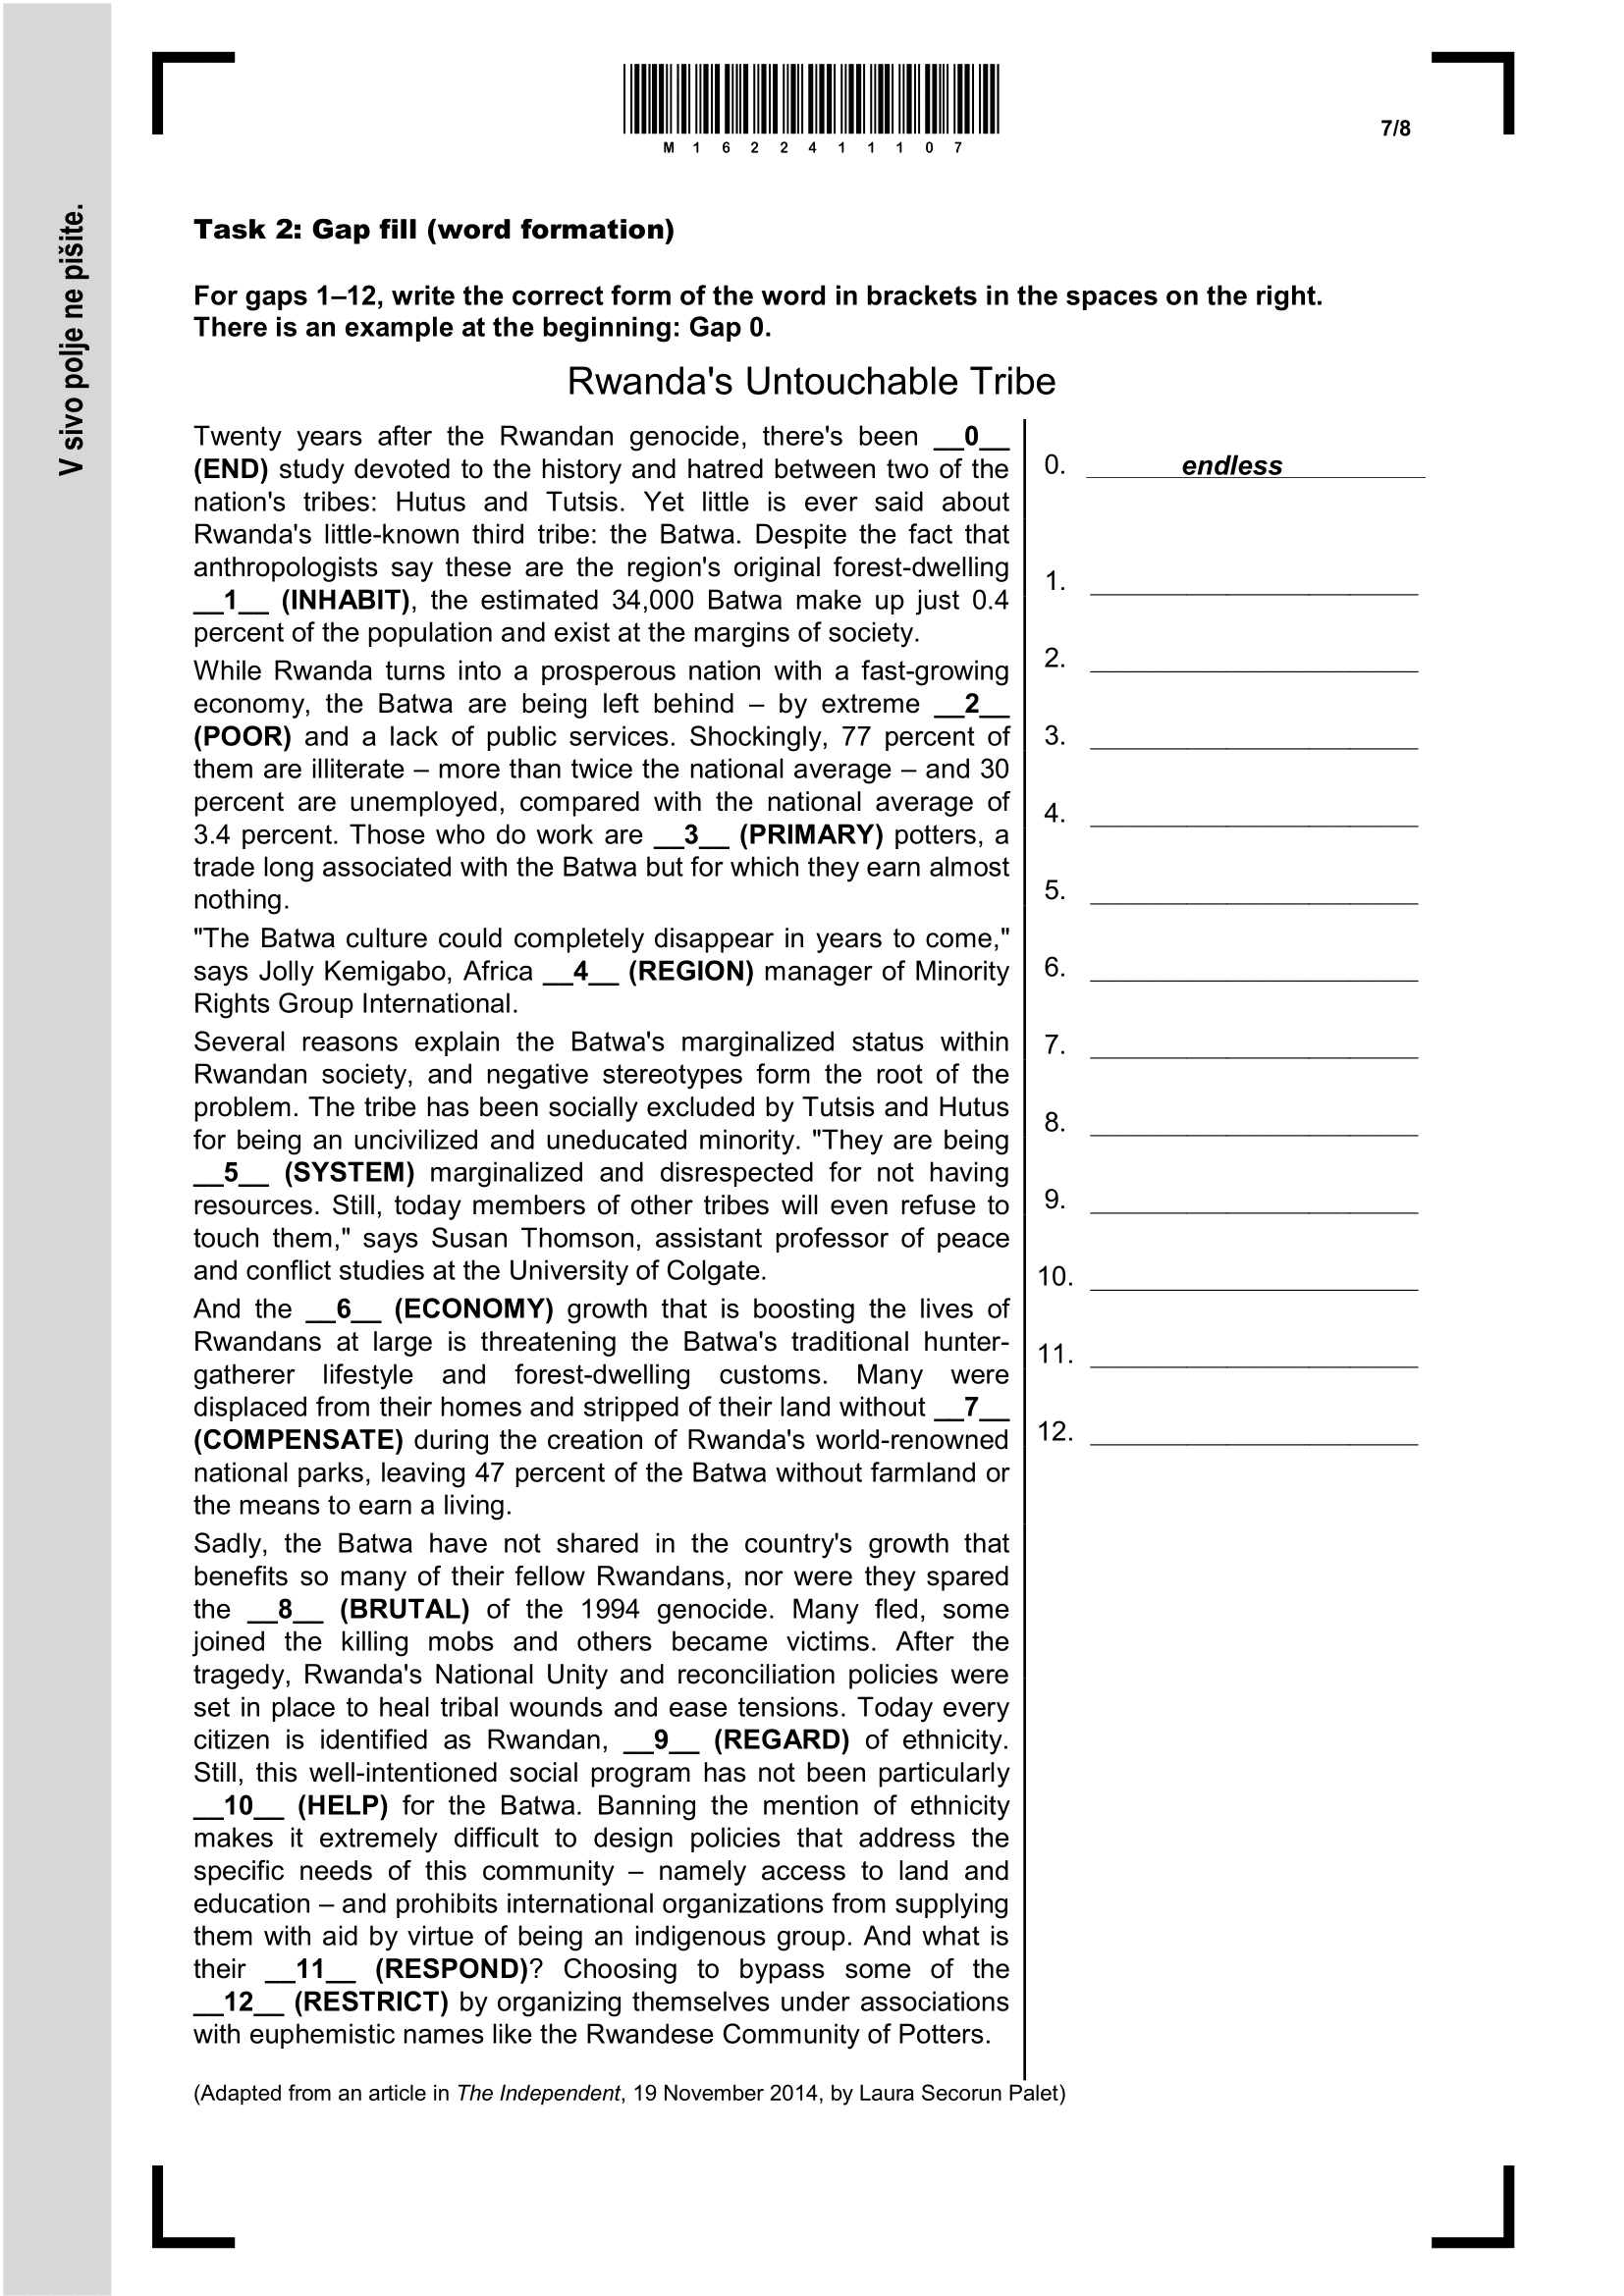 V sivo polje ne pišite.
M 1 6 2 2 4 1 1 1 0 7
7/8
Task 2: Gap fill (word formation)
For gaps 1–12, write the correct form of the word in brackets in the spaces on the right.
There is an example at the beginning: Gap 0.
Rwanda's Untouchable Tribe
Twenty years after the Rwandan genocide, there's been __0__
(END) study devoted to the history and hatred between two of the
nation's tribes: Hutus and Tutsis. Yet little is ever said about
Rwanda's little-known third tribe: the Batwa. Despite the fact that
anthropologists say these are the region's original forest-dwelling
__1__ (INHABIT), the estimated 34,000 Batwa make up just 0.4
percent of the population and exist at the margins of society.
While Rwanda turns into a prosperous nation with a fast-growing
economy, the Batwa are being left behind – by extreme __2__
(POOR) and a lack of public services. Shockingly, 77 percent of
them are illiterate – more than twice the national average – and 30
percent are unemployed, compared with the national average of
3.4 percent. Those who do work are __3__ (PRIMARY) potters, a
trade long associated with the Batwa but for which they earn almost
nothing.
"The Batwa culture could completely disappear in years to come,"
says Jolly Kemigabo, Africa __4__ (REGION) manager of Minority
Rights Group International.
Several reasons explain the Batwa's marginalized status within
Rwandan society, and negative stereotypes form the root of the
problem. The tribe has been socially excluded by Tutsis and Hutus
for being an uncivilized and uneducated minority. "They are being
__5__ (SYSTEM) marginalized and disrespected for not having
resources. Still, today members of other tribes will even refuse to
touch them," says Susan Thomson, assistant professor of peace
and conflict studies at the University of Colgate.
And the __6__ (ECONOMY) growth that is boosting the lives of
Rwandans at large is threatening the Batwa's traditional hunter-
gatherer lifestyle and forest-dwelling customs. Many were
displaced from their homes and stripped of their land without __7__
(COMPENSATE) during the creation of Rwanda's world-renowned
national parks, leaving 47 percent of the Batwa without farmland or
the means to earn a living.
Sadly, the Batwa have not shared in the country's growth that
benefits so many of their fellow Rwandans, nor were they spared
the __8__ (BRUTAL) of the 1994 genocide. Many fled, some
joined the killing mobs and others became victims. After the
tragedy, Rwanda's National Unity and reconciliation policies were
set in place to heal tribal wounds and ease tensions. Today every
citizen is identified as Rwandan, __9__ (REGARD) of ethnicity.
Still, this well-intentioned social program has not been particularly
__10__ (HELP) for the Batwa. Banning the mention of ethnicity
makes it extremely difficult to design policies that address the
specific needs of this community – namely access to land and
education – and prohibits international organizations from supplying
them with aid by virtue of being an indigenous group. And what is
their __11__ (RESPOND)? Choosing to bypass some of the
__12__ (RESTRICT) by organizing themselves under associations
with euphemistic names like the Rwandese Community of Potters.
0. endless
1.
2.
3.
4.
5.
6.
7.
8.
9.
10.
11.
12.
(Adapted from an article in The Independent, 19 November 2014, by Laura Secorun Palet)